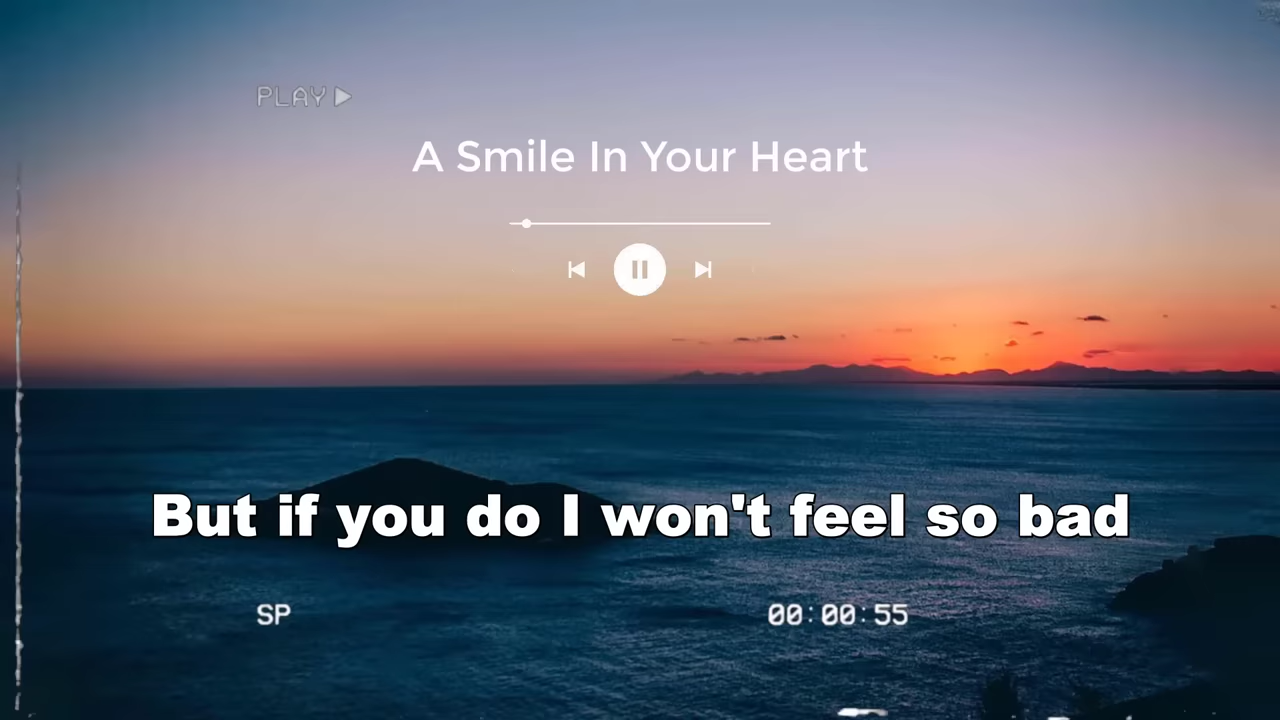 PLAY
A Smile In Your Heart
But if you do I won't feel so bad
SP
00:00:55